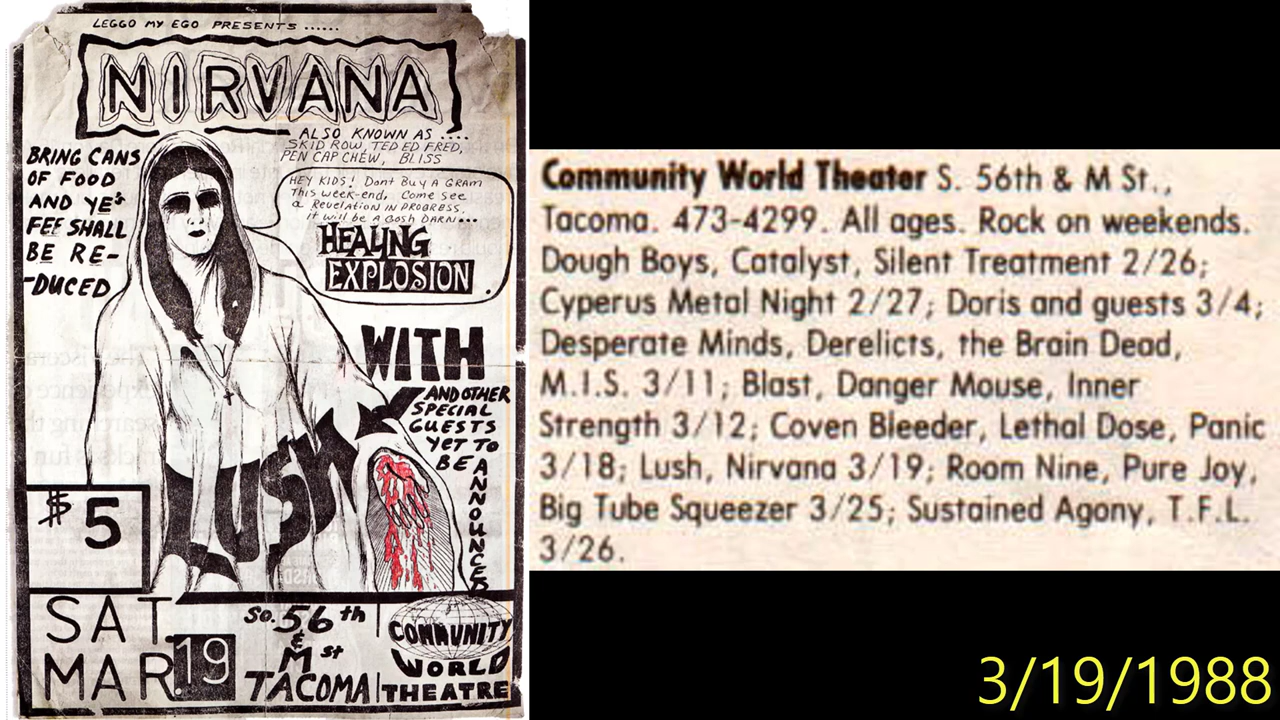 LEGGO MY EGO PRESENTS ......
NIRVANA
ALSO KNOWN AS ....
SKID ROW, TED ED FRED,
PEN CAP CHEW, BLISS
BRING CANS
OF FOOD
AND YEˢ
FEE SHALL
BE RE-
-DUCED
HEY KIDS! Dont Buy A GRAM
This week-end, Come see
a Revelation IN PROGRESS.
it will be a Gosh DARN...
HEALING
EXPLOSION.
WITH
LUSH
AND OTHER
SPECIAL
GUESTS
YET TO
BE ANNOUNCED
$5
SAT.
MAR. 19
So. 56th
&
M st
TACOMA
COMMUNITY
WORLD
THEATRE
Community World Theater S. 56th & M St.,
Tacoma. 473-4299. All ages. Rock on weekends.
Dough Boys, Catalyst, Silent Treatment 2/26;
Cyperus Metal Night 2/27; Doris and guests 3/4;
Desperate Minds, Derelicts, the Brain Dead,
M.I.S. 3/11; Blast, Danger Mouse, Inner
Strength 3/12; Coven Bleeder, Lethal Dose, Panic
3/18; Lush, Nirvana 3/19; Room Nine, Pure Joy,
Big Tube Squeezer 3/25; Sustained Agony, T.F.L.
3/26.
3/19/1988